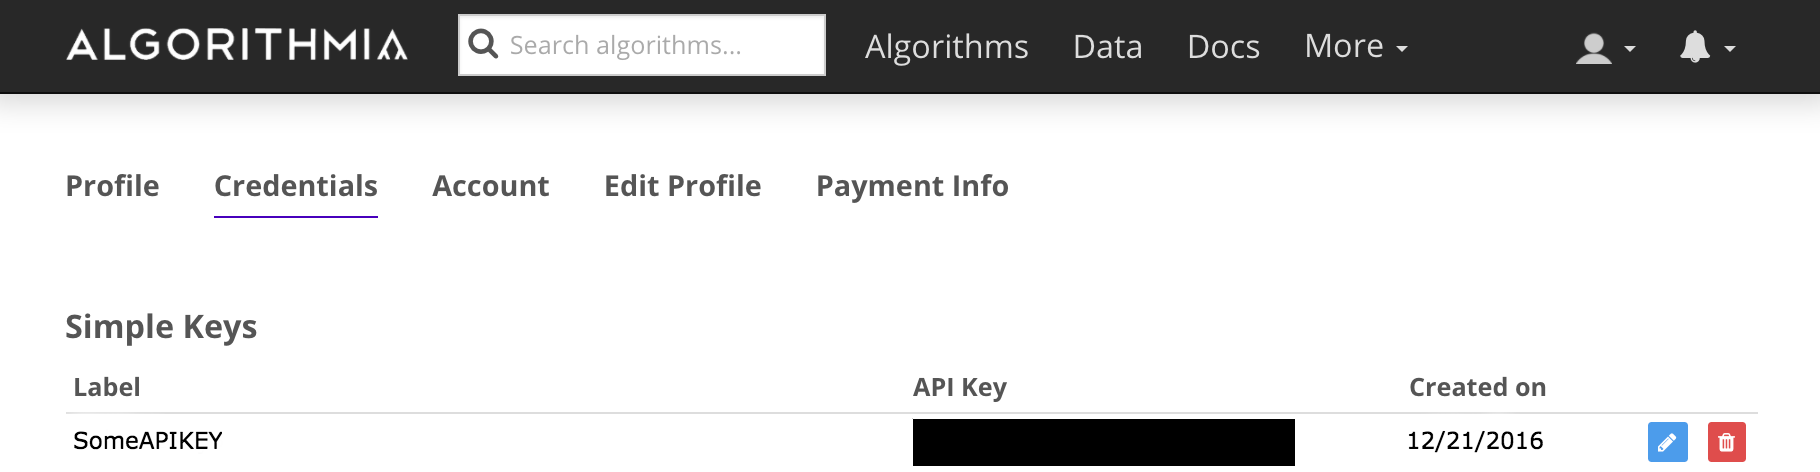 ALGORITHMIA Search algorithms... Algorithms Data Docs More
Profile Credentials Account Edit Profile Payment Info
Simple Keys
Label API Key Created on
SomeAPIKEY 12/21/2016